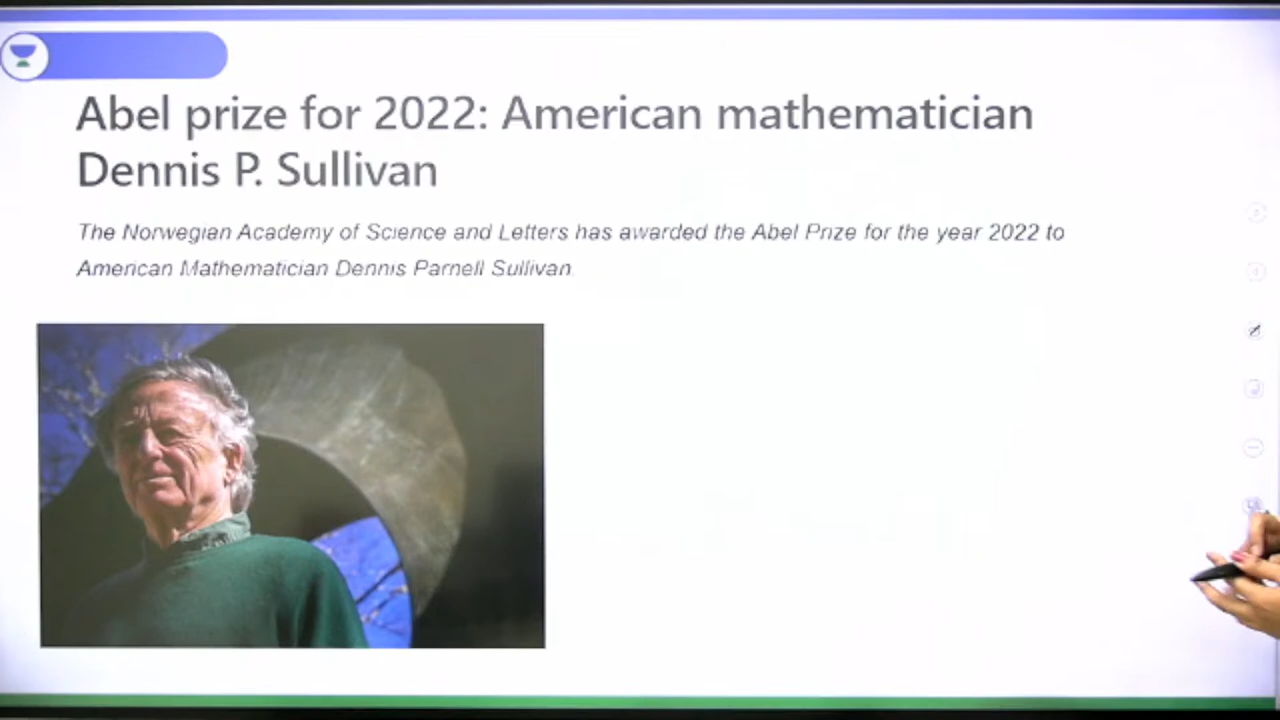 Abel prize for 2022: American mathematician
Dennis P. Sullivan
The Norwegian Academy of Science and Letters has awarded the Abel Prize for the year 2022 to
American Mathematician Dennis Parnell Sullivan.